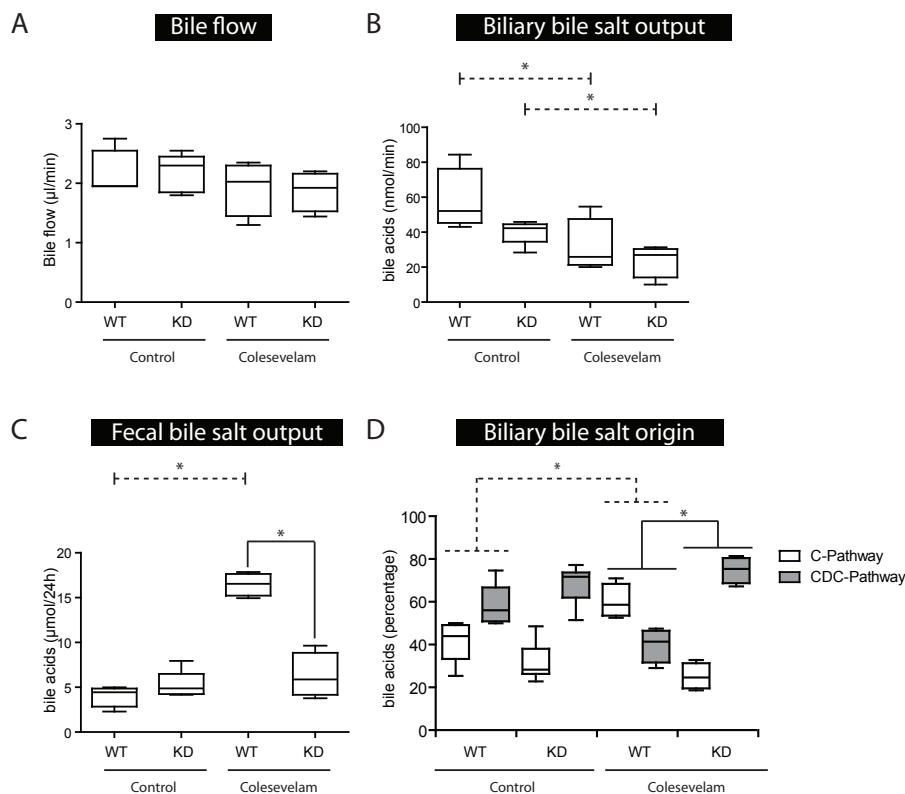 A
Bile flow
Bile flow (µl/min)
3
2
1
0
WT KD WT KD
Control Colesevelam
B
Biliary bile salt output
*
*
bile acids (nmol/min)
100
80
60
40
20
0
WT KD WT KD
Control Colesevelam
C
Fecal bile salt output
*
*
bile acids (µmol/24h)
20
15
10
5
0
WT KD WT KD
Control Colesevelam
D
Biliary bile salt origin
*
*
bile acids (percentage)
100
80
60
40
20
0
WT KD WT KD
Control Colesevelam
C-Pathway
CDC-Pathway